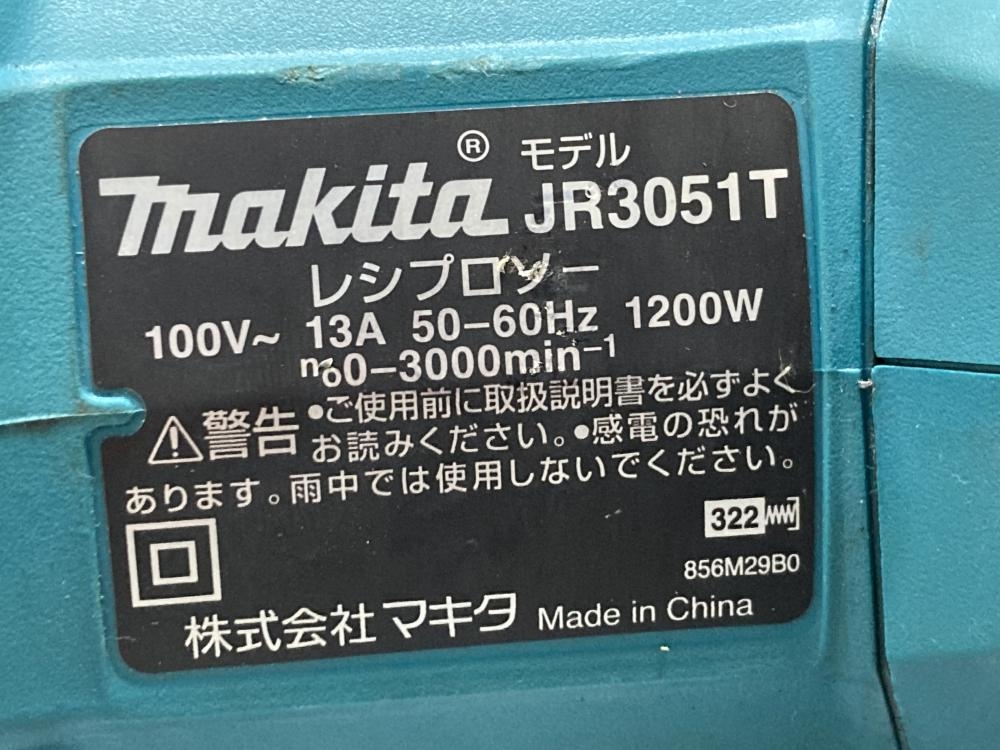 makita® モデル
JR3051T
レシプロソー
100V~ 13A 50-60Hz 1200W
n₀0-3000min⁻¹
⚠警告 •ご使用前に取扱説明書を必ずよく
お読みください。•感電の恐れが
あります。雨中では使用しないでください。
322
856M29B0
株式会社マキタ Made in China